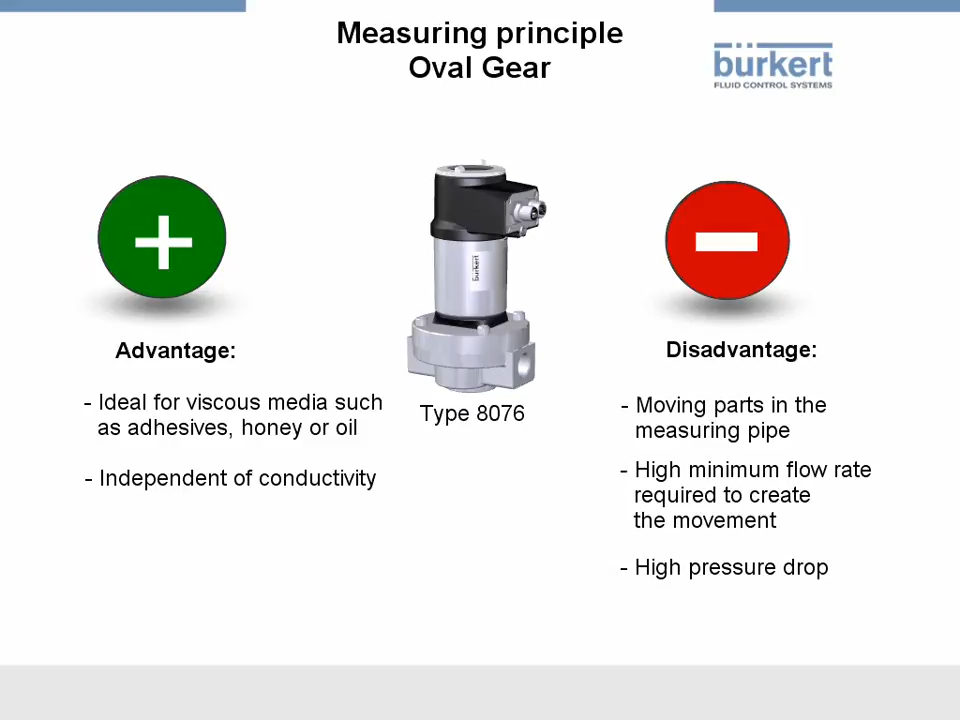 Measuring principle
Oval Gear
bürkert
FLUID CONTROL SYSTEMS
bürkert
Advantage:
- Ideal for viscous media such
as adhesives, honey or oil
- Independent of conductivity
Type 8076
Disadvantage:
- Moving parts in the
measuring pipe
- High minimum flow rate
required to create
the movement
- High pressure drop